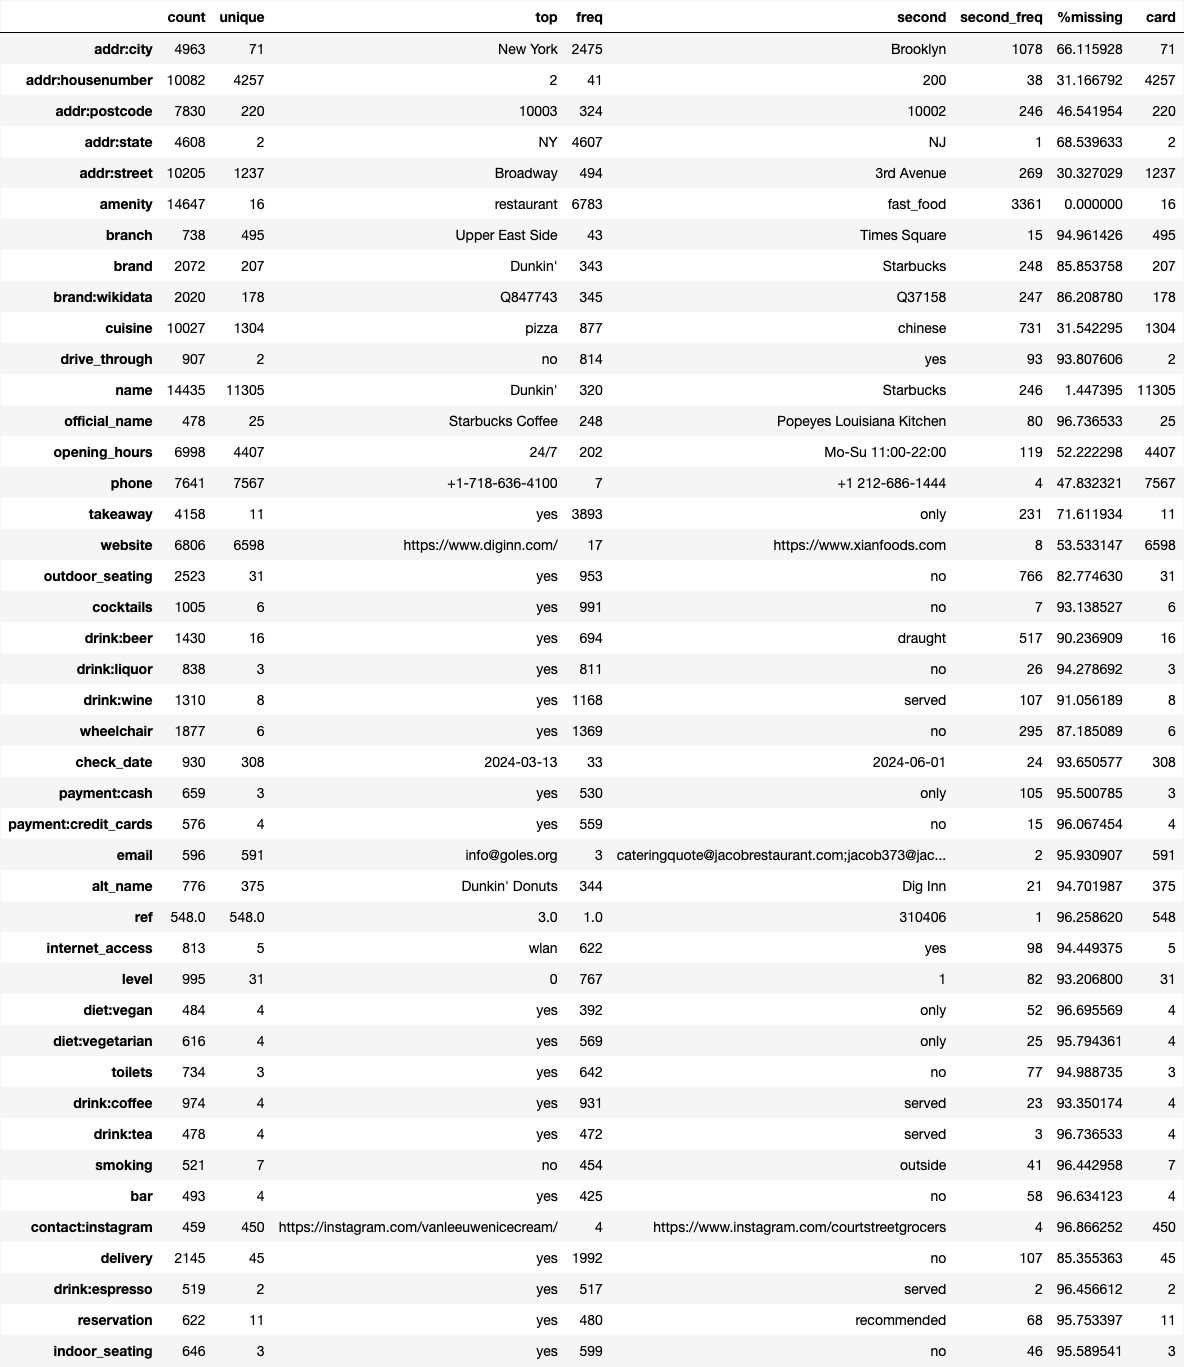 count unique top freq second second_freq %missing card
addr:city 4963 71 New York 2475 Brooklyn 1078 66.115928 71
addr:housenumber 10082 4257 2 41 200 38 31.166792 4257
addr:postcode 7830 220 10003 324 10002 246 46.541954 220
addr:state 4608 2 NY 4607 NJ 1 68.539633 2
addr:street 10205 1237 Broadway 494 3rd Avenue 269 30.327029 1237
amenity 14647 16 restaurant 6783 fast_food 3361 0.000000 16
branch 738 495 Upper East Side 43 Times Square 15 94.961426 495
brand 2072 207 Dunkin' 343 Starbucks 248 85.853758 207
brand:wikidata 2020 178 Q847743 345 Q37158 247 86.208780 178
cuisine 10027 1304 pizza 877 chinese 731 31.542295 1304
drive_through 907 2 no 814 yes 93 93.807606 2
name 14435 11305 Dunkin' 320 Starbucks 246 1.447395 11305
official_name 478 25 Starbucks Coffee 248 Popeyes Louisiana Kitchen 80 96.736533 25
opening_hours 6998 4407 24/7 202 Mo-Su 11:00-22:00 119 52.222298 4407
phone 7641 7567 +1-718-636-4100 7 +1 212-686-1444 4 47.832321 7567
takeaway 4158 11 yes 3893 only 231 71.611934 11
website 6806 6598 https://www.diginn.com/ 17 https://www.xianfoods.com 8 53.533147 6598
outdoor_seating 2523 31 yes 953 no 766 82.774630 31
cocktails 1005 6 yes 991 no 7 93.138527 6
drink:beer 1430 16 yes 694 draught 517 90.236909 16
drink:liquor 838 3 yes 811 no 26 94.278692 3
drink:wine 1310 8 yes 1168 served 107 91.056189 8
wheelchair 1877 6 yes 1369 no 295 87.185089 6
check_date 930 308 2024-03-13 33 2024-06-01 24 93.650577 308
payment:cash 659 3 yes 530 only 105 95.500785 3
payment:credit_cards 576 4 yes 559 no 15 96.067454 4
email 596 591 info@goles.org 3 cateringquote@jacobrestaurant.com;jacob373@jac... 2 95.930907 591
alt_name 776 375 Dunkin' Donuts 344 Dig Inn 21 94.701987 375
ref 548.0 548.0 3.0 1.0 310406 1 96.258620 548
internet_access 813 5 wlan 622 yes 98 94.449375 5
level 995 31 0 767 1 82 93.206800 31
diet:vegan 484 4 yes 392 only 52 96.695569 4
diet:vegetarian 616 4 yes 569 only 25 95.794361 4
toilets 734 3 yes 642 no 77 94.988735 3
drink:coffee 974 4 yes 931 served 23 93.350174 4
drink:tea 478 4 yes 472 served 3 96.736533 4
smoking 521 7 no 454 outside 41 96.442958 7
bar 493 4 yes 425 no 58 96.634123 4
contact:instagram 459 450 https://instagram.com/vanleeuwenicecream/ 4 https://www.instagram.com/courtstreetgrocers 4 96.866252 450
delivery 2145 45 yes 1992 no 107 85.355363 45
drink:espresso 519 2 yes 517 served 2 96.456612 2
reservation 622 11 yes 480 recommended 68 95.753397 11
indoor_seating 646 3 yes 599 no 46 95.589541 3